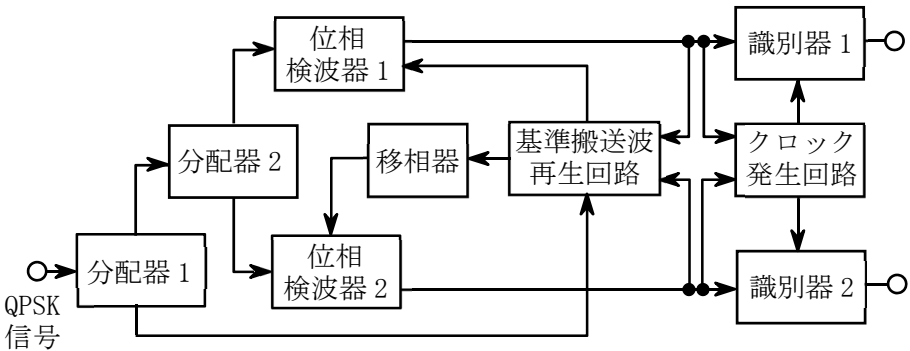 位相
検波器 1
識別器 1
分配器 2
移相器
基準搬送波
再生回路
クロック
発生回路
分配器 1
位相
検波器 2
識別器 2
QPSK
信号